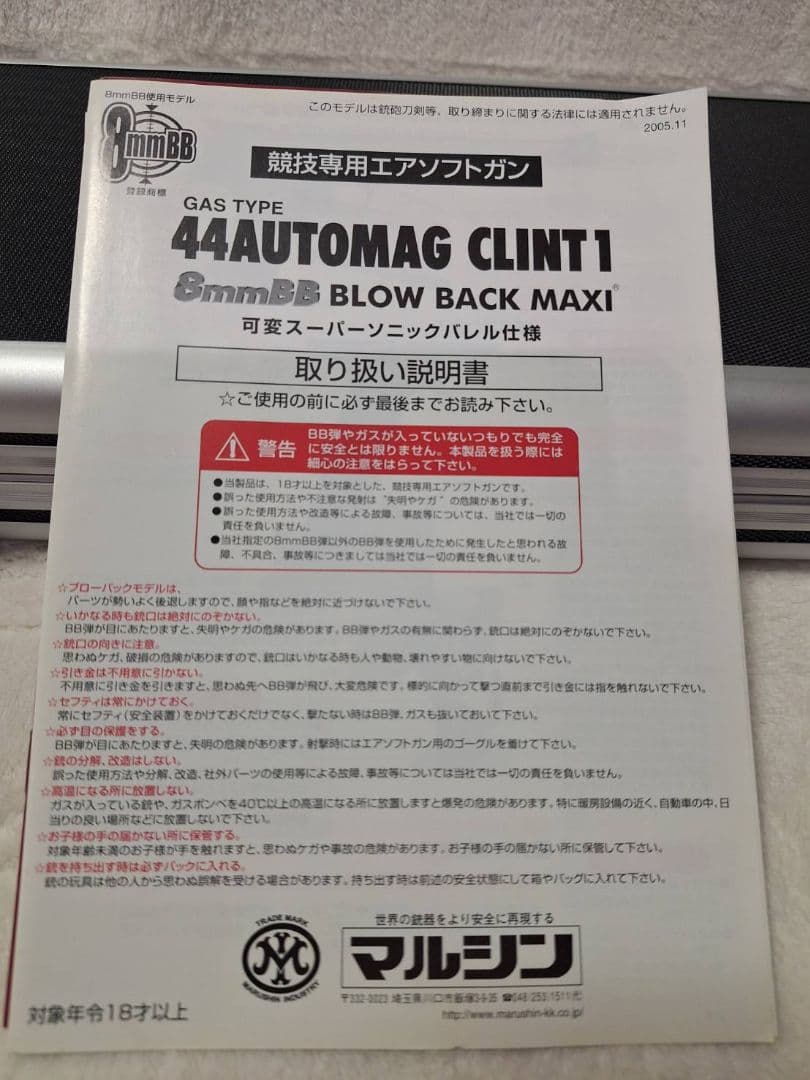 8mmBB使用モデル
8mmBB
登録商標
このモデルは銃砲刀剣等、取り締まりに関する法律には適用されません。
2005.11
競技専用エアソフトガン
GAS TYPE
44AUTOMAG CLINT1
8mmBB BLOW BACK MAXI®
可変スーパーソニックバレル仕様
取り扱い説明書
☆ご使用の前に必ず最後までお読み下さい。
警告
BB弾やガスが入っていないつもりでも完全
に安全とは限りません。本製品を扱う際には
細心の注意をはらって下さい。
●当製品は、18才以上を対象とした、競技専用エアソフトガンです。
●誤った使用方法や不注意な発射は"失明やケガ"の危険があります。
●誤った使用方法や改造等による故障、事故等については、当社では一切の
責任を負いません。
●当社指定の8mmBB弾以外のBB弾を使用したために発生したと思われる故
障、不具合、事故等につきましては当社では一切の責任を負いません。
☆ブローバックモデルは、
パーツが勢いよく後退しますので、顔や指などを絶対に近づけないで下さい。
☆いかなる時も銃口は絶対にのぞかない。
BB弾が目にあたりますと、失明やケガの危険があります。BB弾やガスの有無に関わらず、銃口は絶対にのぞかないで下さい。
☆銃口の向きに注意。
思わぬケガ、破損の危険がありますので、銃口はいかなる時も人や動物、壊れやすい物に向けないで下さい。
☆引き金は不用意に引かない。
不用意に引き金を引きますと、思わぬ先へBB弾が飛び、大変危険です。標的に向かって撃つ直前まで引き金には指を触れないで下さい。
☆セフティは常にかけておく。
常にセフティ(安全装置)をかけておくだけでなく、撃たない時はBB弾、ガスも抜いておいて下さい。
☆必ず目の保護をする。
BB弾が目にあたりますと、失明の危険があります。射撃時にはエアソフトガン用のゴーグルを着けて下さい。
☆銃の分解、改造はしない。
誤った使用方法や分解、改造、社外パーツの使用等による故障、事故等については当社では一切の責任を負いません。
☆高温になる所に放置しない。
ガスが入っている銃や、ガスボンベを40℃以上の高温になる所に放置しますと爆発の危険があります。特に暖房設備の近く、自動車の中、日
当りの良い場所などに放置しないで下さい。
☆お子様の手の届かない所に保管する。
対象年齢未満のお子様が手を触れますと、思わぬケガや事故の危険があります。お子様の手の届かない所に保管して下さい。
☆銃を持ち出す時は必ずバックに入れる。
銃の玩具は他の人から思わぬ誤解を受ける場合があります。持ち出す時は前述の安全状態にして箱やバッグに入れて下さい。
TRADE MARK
MARUSHIN INDUSTRY
世界の銃器をより安全に再現する
マルシン
〒332-0023 埼玉県川口市飯塚3-9-35 ☎048-253-1511㈹
http://www.marushin-kk.co.jp/
対象年令18才以上